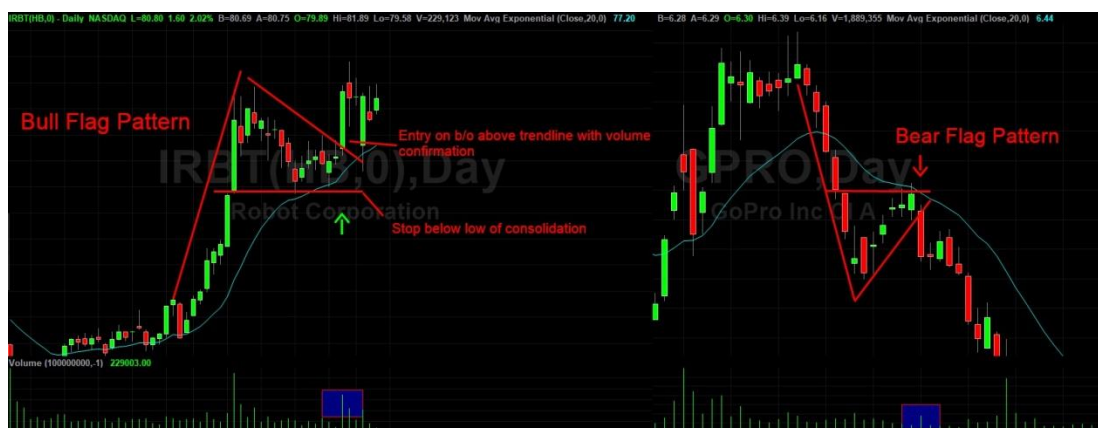 IRBT(HB,0) - Daily NASDAQ L=80.80 1.60 2.02% B=80.69 A=80.75 O=79.89 Hi=81.89 Lo=79.58 V=229,123 Mov Avg Exponential (Close,20,0) 77.20
Bull Flag Pattern
Entry on b/o above trendline with volume
confirmation
IRBT(HB,0),Day
Robot Corporation
Stop below low of consolidation
Volume (100000000,-1) 229003.00
B=6.28 A=6.29 O=6.30 Hi=6.39 Lo=6.16 V=1,889,355 Mov Avg Exponential (Close,20,0) 6.44
Bear Flag Pattern
GPRO,Day
GoPro Inc Cl A